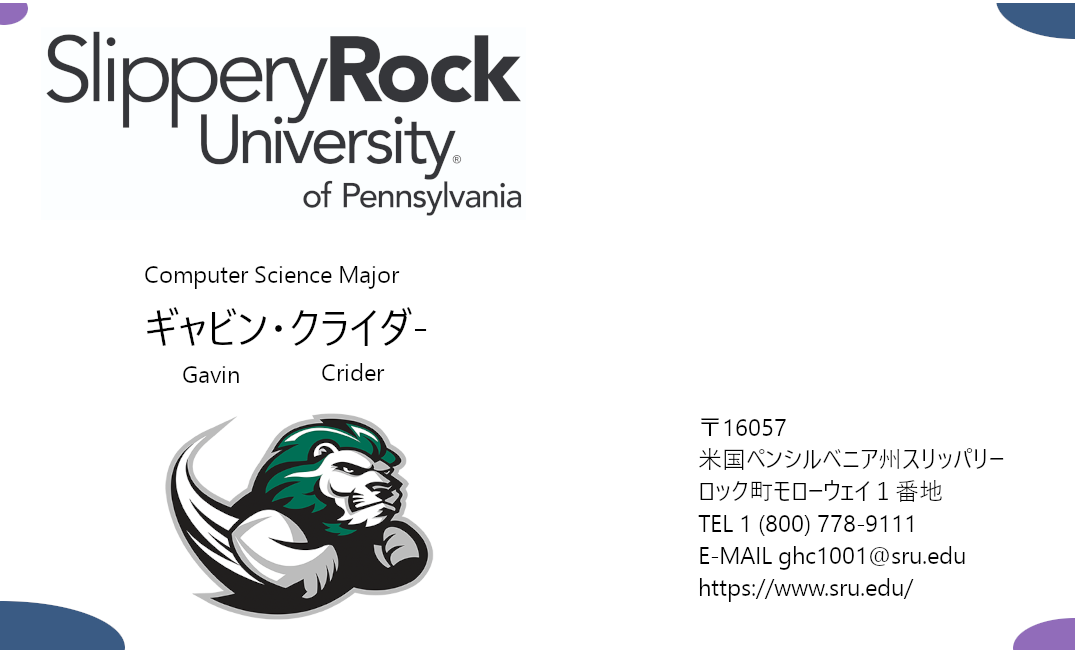 SlipperyRock
University®
of Pennsylvania
Computer Science Major
ギャビン・クライダｰ
Gavin Crider
〒16057
米国ペンシルベニア州スリッパリー
ロック町モローウェイ１番地
TEL 1 (800) 778-9111
E-MAIL ghc1001@sru.edu
https://www.sru.edu/